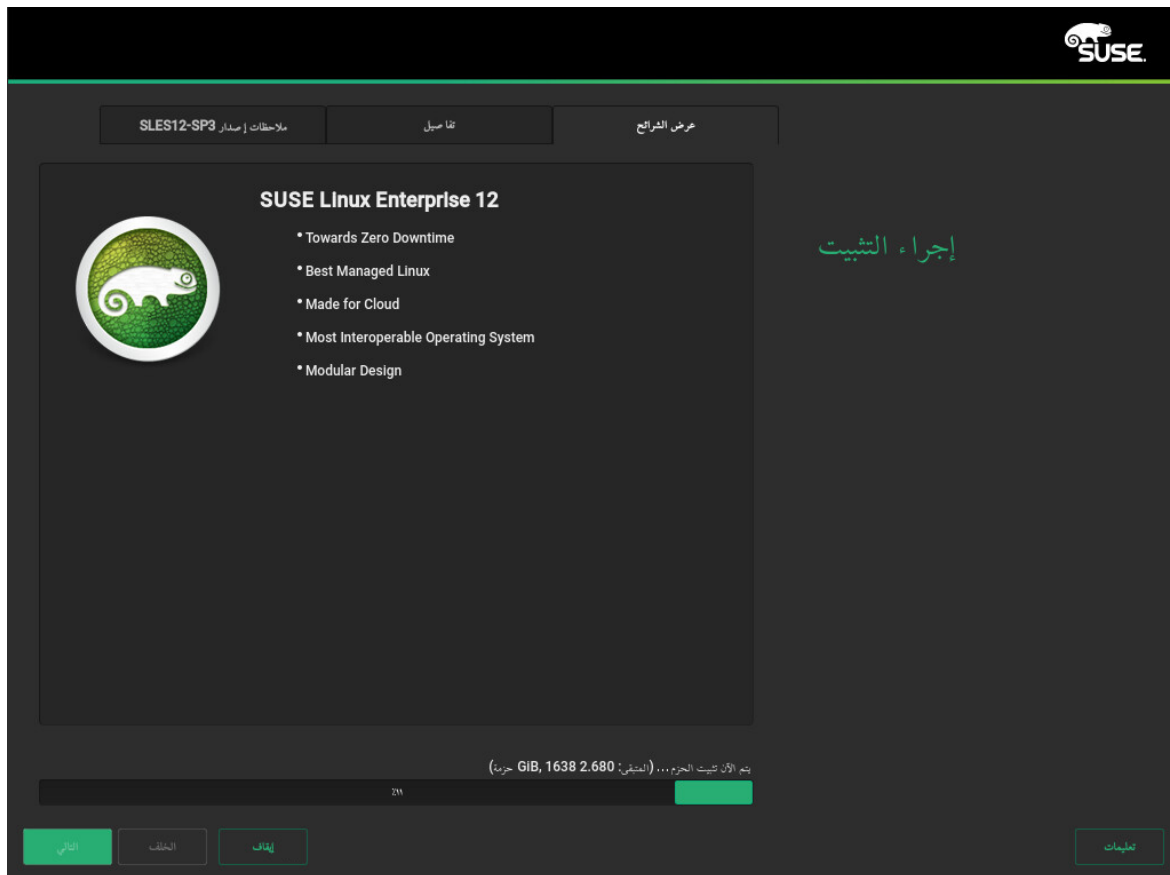 SUSE.
عرض الشرائح
تفاصيل
ملاحظات إصدار SLES12-SP3
إجراء التثبيت
SUSE Linux Enterprise 12
• Towards Zero Downtime
• Best Managed Linux
• Made for Cloud
• Most Interoperable Operating System
• Modular Design
يتم الآن تثبيت الحزم... (المتبقي: 2.680 GiB, 1638 حزمة)
٪١١
تعليمات
إيقاف
الخلف
التالي